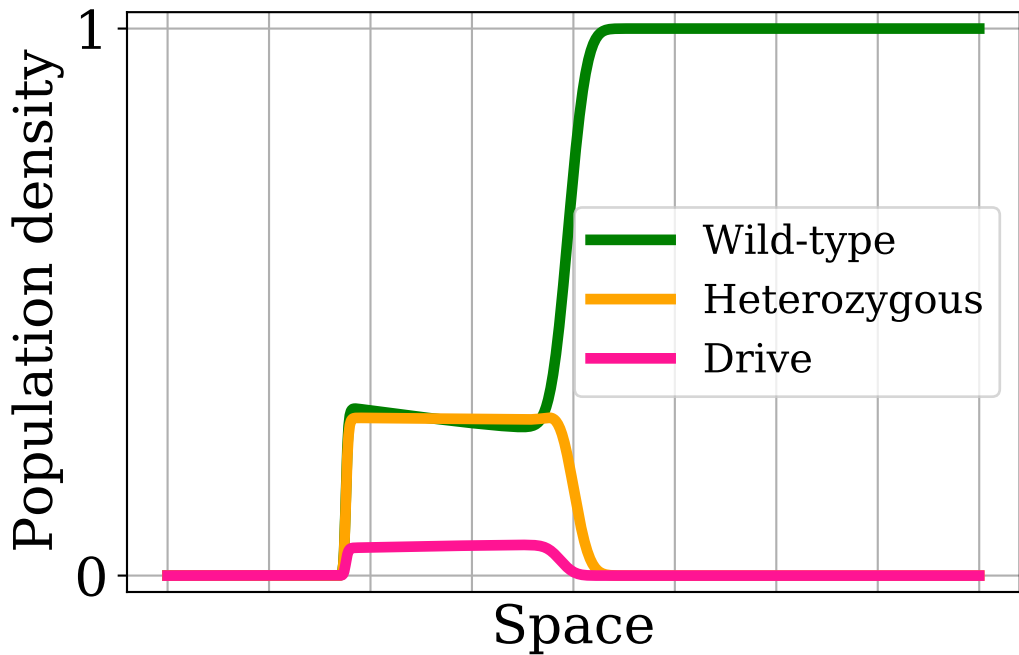 Population density
1
0
Wild-type
Heterozygous
Drive
Space